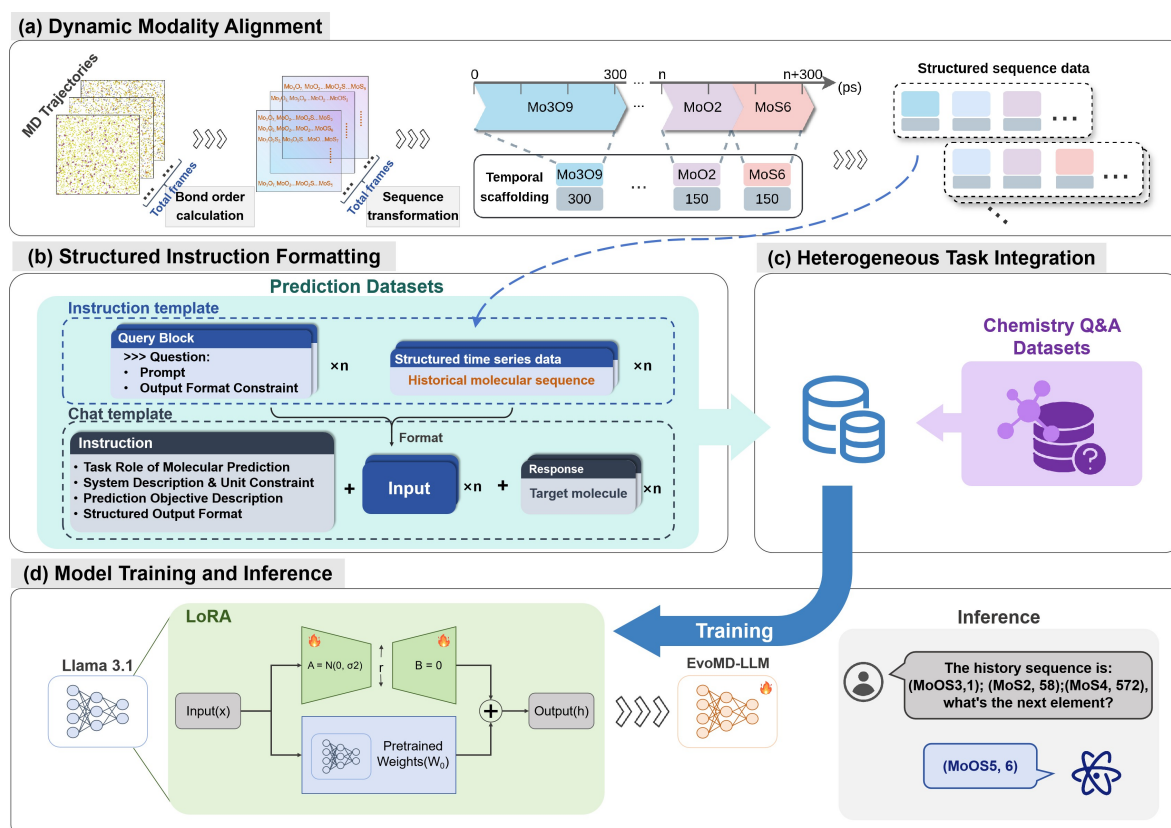 (a) Dynamic Modality Alignment
MD Trajectories
Total frames
Bond order
calculation
Total frames
Sequence
transformation
0
300
...
n
n+300
(ps)
Mo3O9
...
MoO2
MoS6
Temporal
scaffolding
Mo3O9
300
...
MoO2
150
MoS6
150
Structured sequence data
(b) Structured Instruction Formatting
Prediction Datasets
Instruction template
Query Block
>>> Question:
• Prompt
• Output Format Constraint
×n
Structured time series data
Historical molecular sequence
×n
Chat template
Format
Instruction
• Task Role of Molecular Prediction
• System Description & Unit Constraint
• Prediction Objective Description
• Structured Output Format
+
Input
×n
+
Response
Target molecule
×n
(c) Heterogeneous Task Integration
Chemistry Q&A
Datasets
?
(d) Model Training and Inference
Llama 3.1
LoRA
Input(x)
A = N(0, σ2)
r
B = 0
Pretrained
Weights(W₀)
+
Output(h)
Training
EvoMD-LLM
Inference
The history sequence is:
(MoOS3,1); (MoS2, 58);(MoS4, 572),
what's the next element?
(MoOS5, 6)